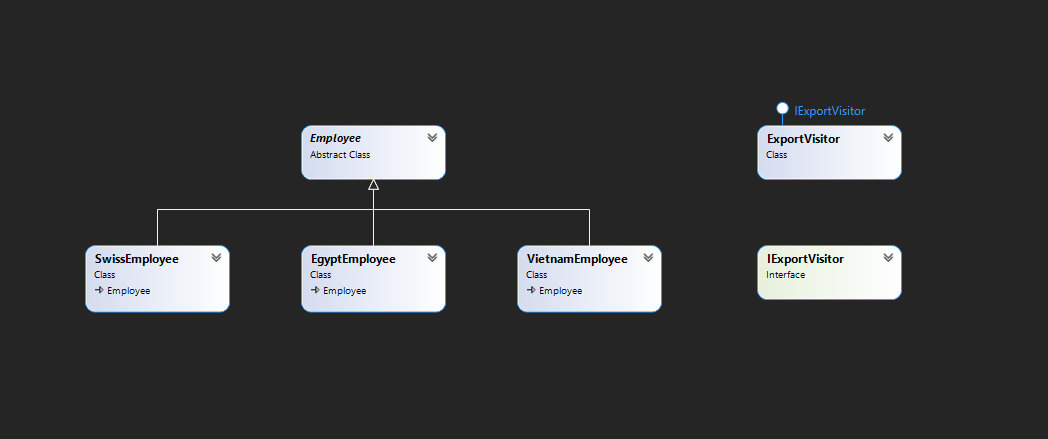 IExportVisitor
Employee
Abstract Class
ExportVisitor
Class
SwissEmployee
Class
Employee
EgyptEmployee
Class
Employee
VietnamEmployee
Class
Employee
IExportVisitor
Interface